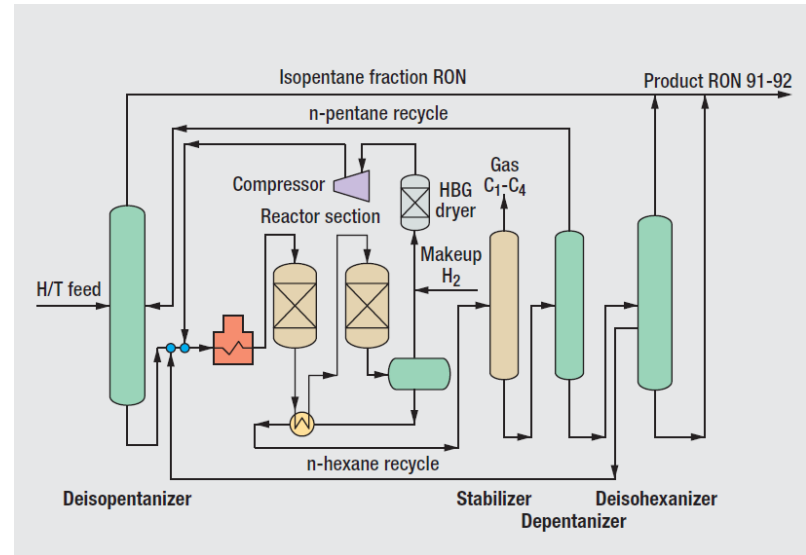 Isopentane fraction RON
Product RON 91-92
n-pentane recycle
Compressor
HBG
dryer
Gas
C₁-C₄
Reactor section
Makeup
H₂
H/T feed
n-hexane recycle
Deisopentanizer
Stabilizer
Deisohexanizer
Depentanizer